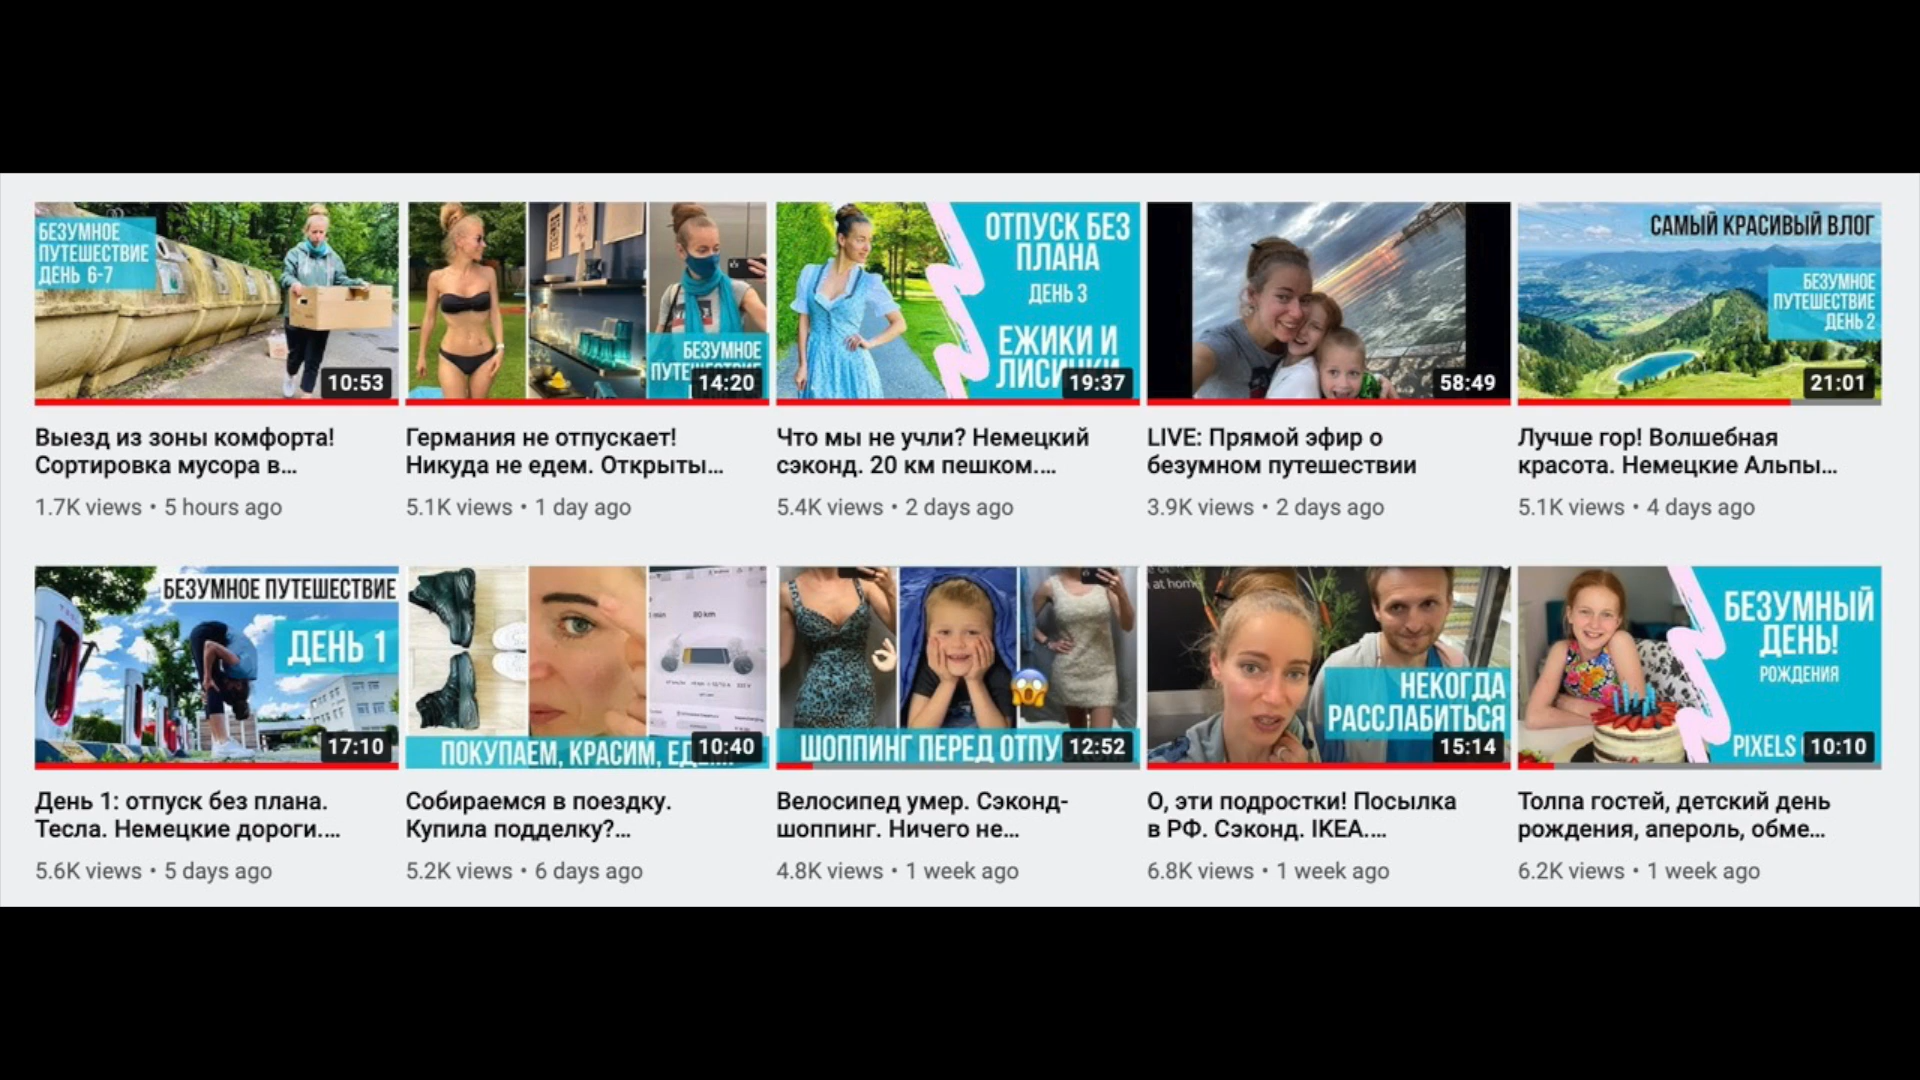 БЕЗУМНОЕ
ПУТЕШЕСТВИЕ
ДЕНЬ 6-7
10:53
БЕЗУМНОЕ
14:20
ОТПУСК БЕЗ
ПЛАНА
ДЕНЬ 3
ЕЖИКИ И
19:37
58:49
САМЫЙ КРАСИВЫЙ ВЛОГ
БЕЗУМНОЕ
ПУТЕШЕСТВИЕ
ДЕНЬ 2
21:01
Выезд из зоны комфорта!
Сортировка мусора в...
1.7K views • 5 hours ago
Германия не отпускает!
Никуда не едем. Открыты...
5.1K views • 1 day ago
Что мы не учли? Немецкий
сэконд. 20 км пешком....
5.4K views • 2 days ago
LIVE: Прямой эфир о
безумном путешествии
3.9K views • 2 days ago
Лучше гор! Волшебная
красота. Немецкие Альпы...
5.1K views • 4 days ago
БЕЗУМНОЕ ПУТЕШЕСТВИЕ
ДЕНЬ 1
17:10
80 km
ПОКУПАЕМ, КРАСИМ,
10:40
ШОППИНГ ПЕРЕД
12:52
at home
НЕКОГДА
РАССЛАБИТЬСЯ
15:14
БЕЗУМНЫЙ
ДЕНЬ!
РОЖДЕНИЯ
PIXELS
10:10
День 1: отпуск без плана.
Тесла. Немецкие дороги....
5.6K views • 5 days ago
Собираемся в поездку.
Купила подделку?...
5.2K views • 6 days ago
Велосипед умер. Сэконд-
шоппинг. Ничего не...
4.8K views • 1 week ago
О, эти подростки! Посылка
в РФ. Сэконд. IKEA....
6.8K views • 1 week ago
Толпа гостей, детский день
рождения, апероль, обме...
6.2K views • 1 week ago